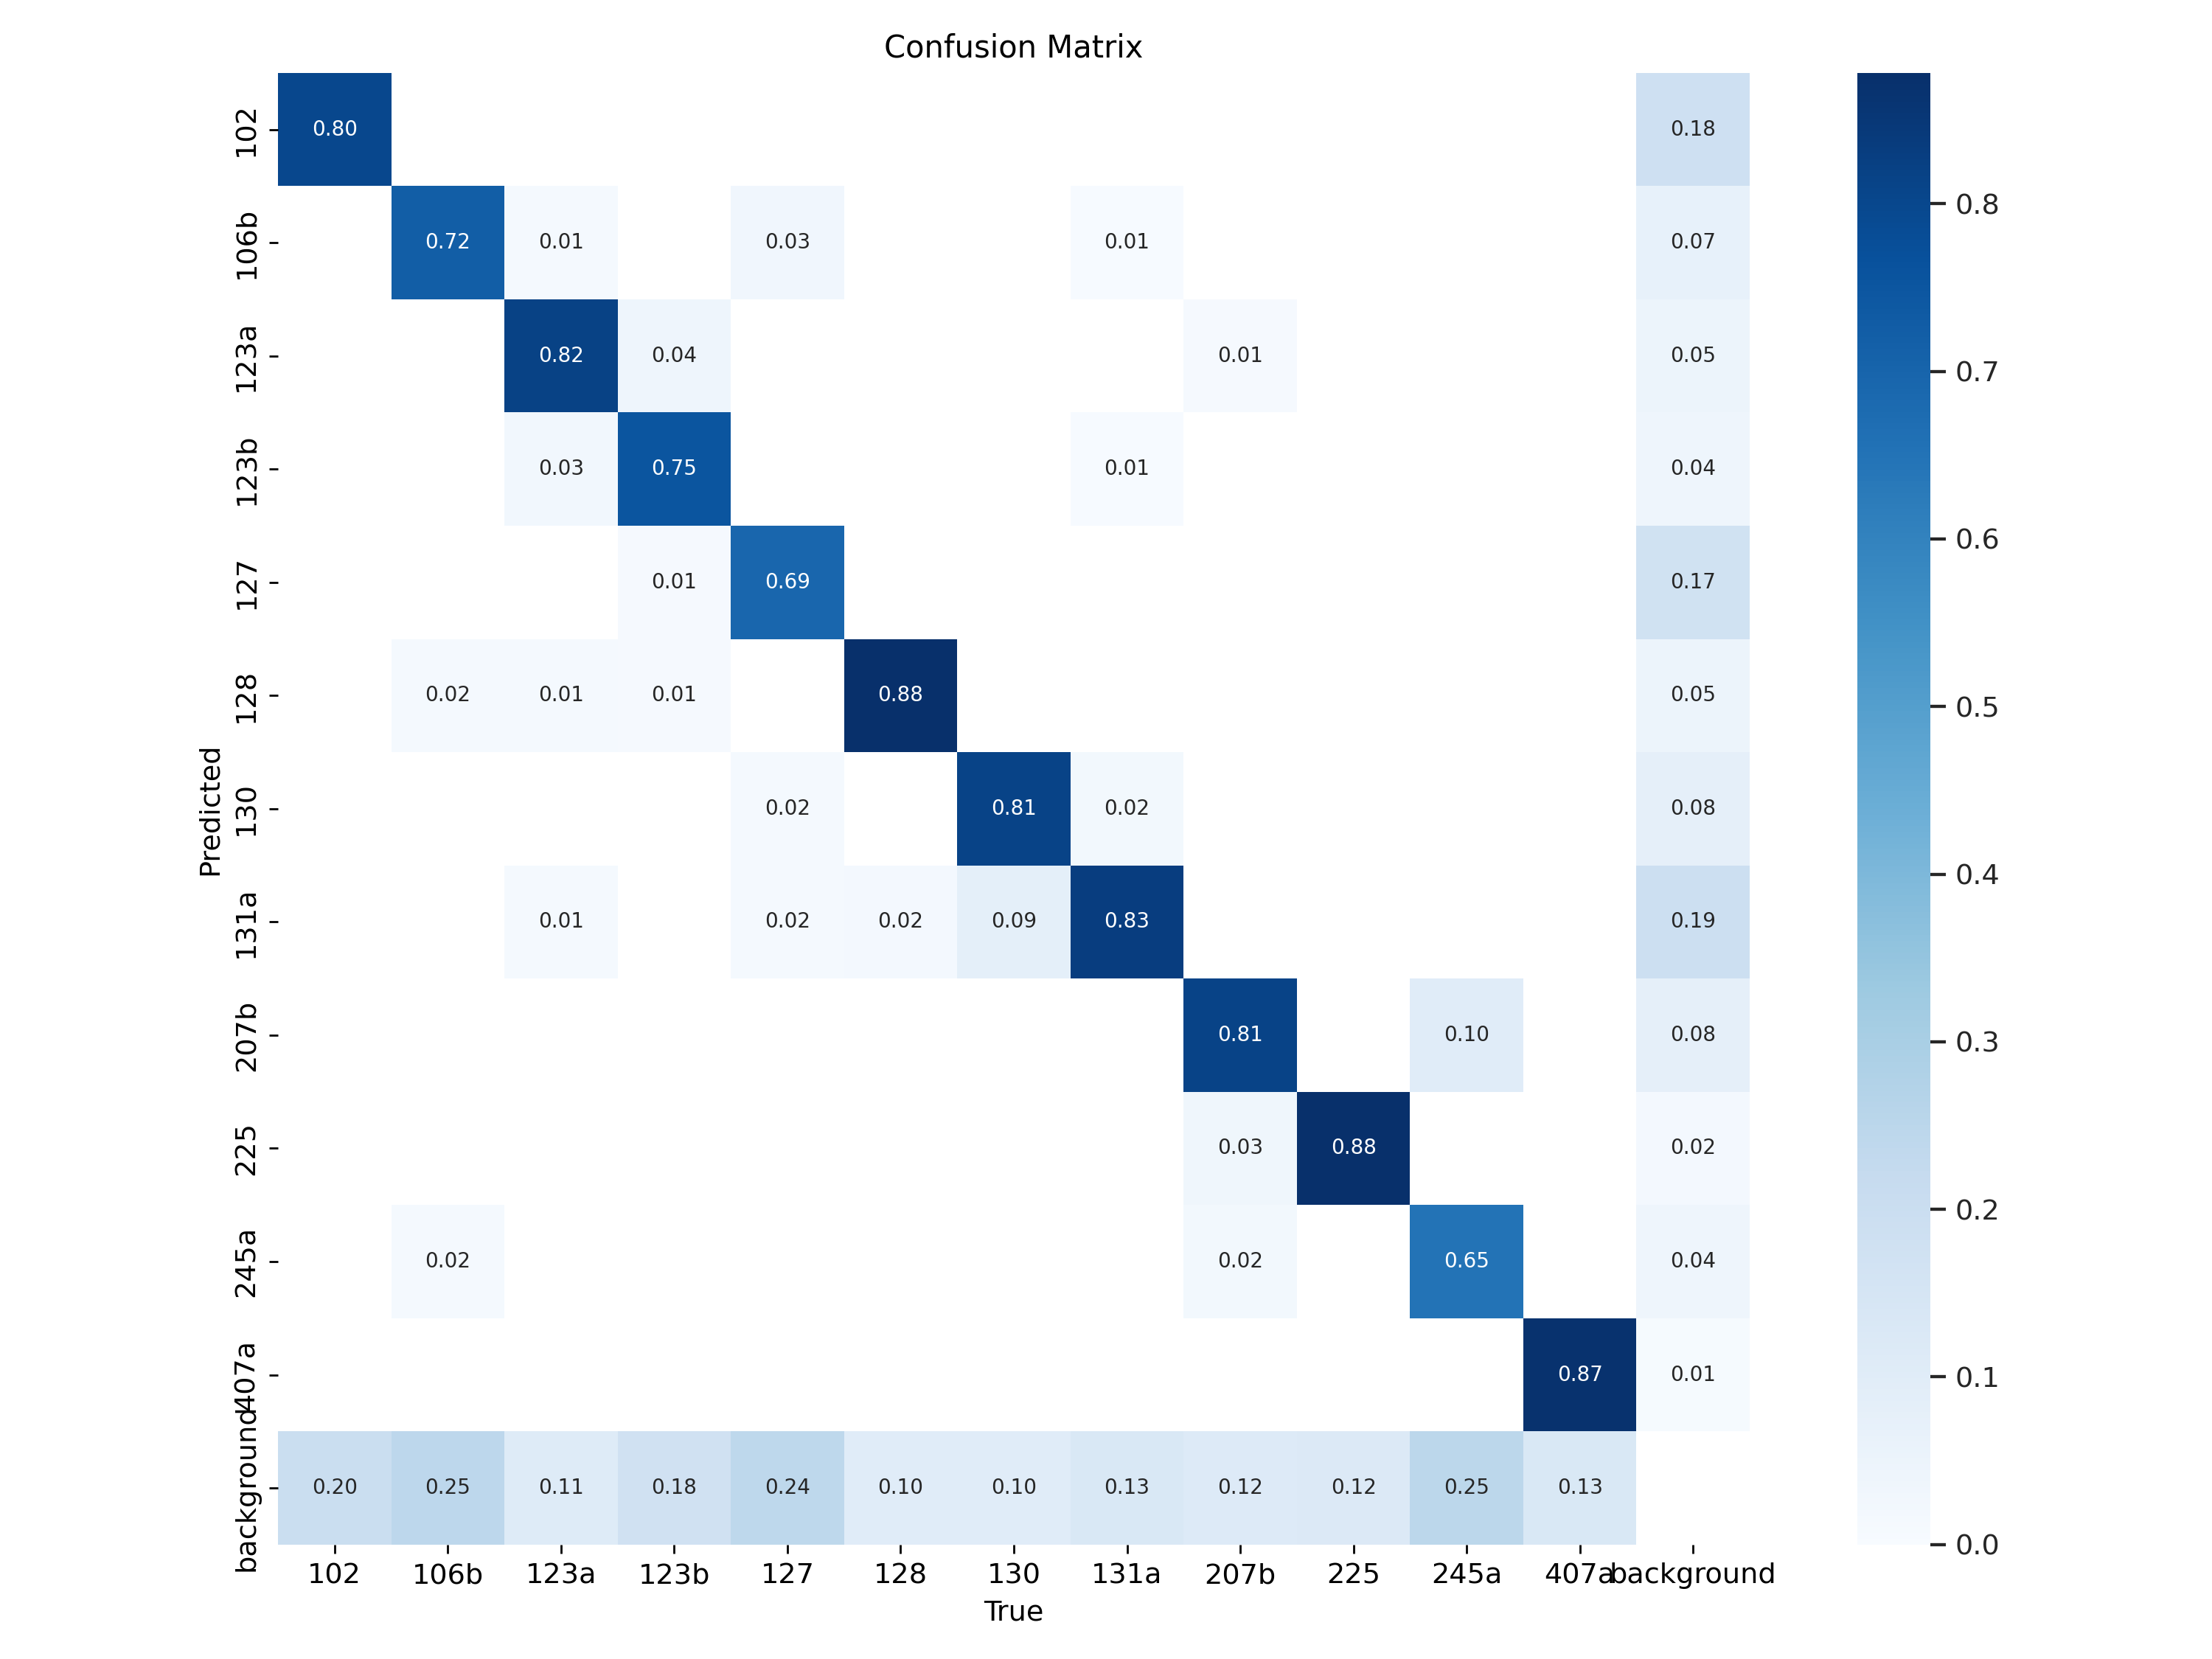 Confusion Matrix
102 0.80 0.18
106b 0.72 0.01 0.03 0.01 0.07
123a 0.82 0.04 0.01 0.05
123b 0.03 0.75 0.01 0.04
127 0.01 0.69 0.17
128 0.02 0.01 0.01 0.88 0.05
130 0.02 0.81 0.02 0.08
131a 0.01 0.02 0.02 0.09 0.83 0.19
207b 0.81 0.10 0.08
225 0.03 0.88 0.02
245a 0.02 0.02 0.65 0.04
407a 0.87 0.01
background 0.20 0.25 0.11 0.18 0.24 0.10 0.10 0.13 0.12 0.12 0.25 0.13
102 106b 123a 123b 127 128 130 131a 207b 225 245a 407a background
True
Predicted
0.8
0.7
0.6
0.5
0.4
0.3
0.2
0.1
0.0